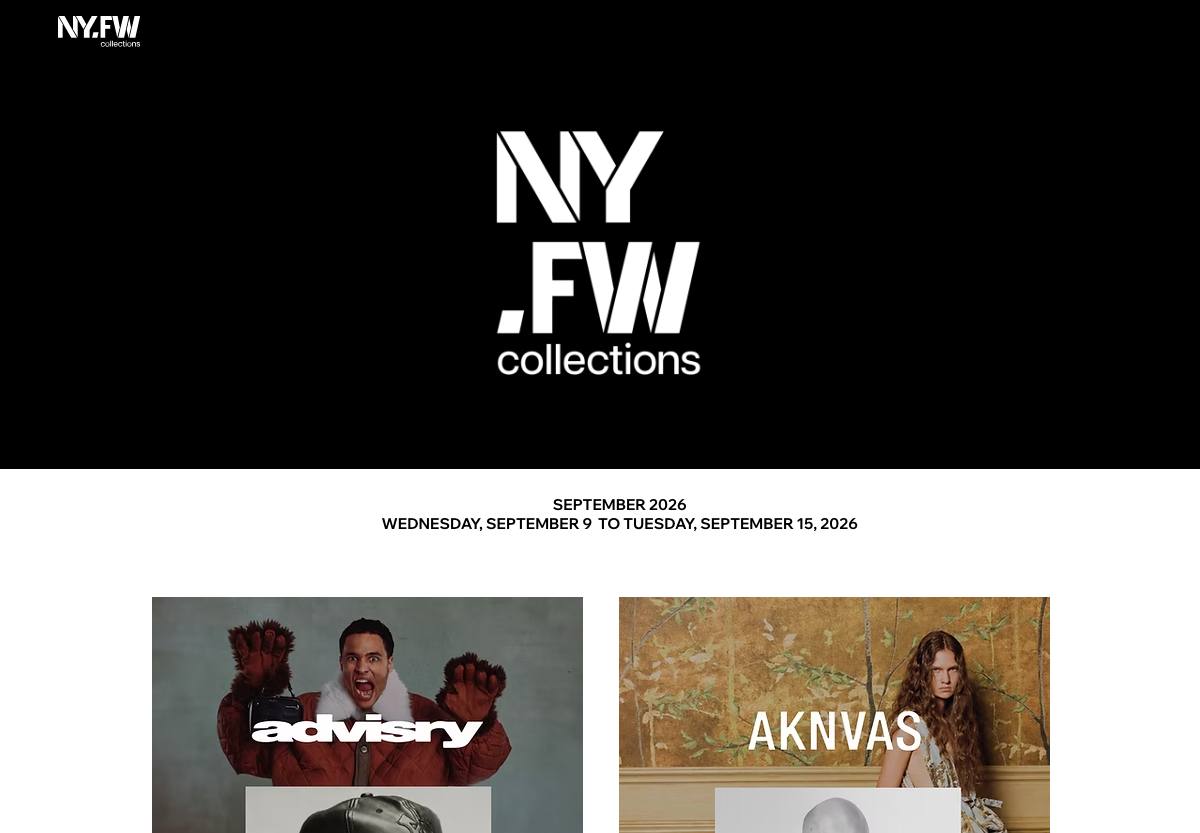 NY.FW
collections
NY
.FW
collections
SEPTEMBER 2026
WEDNESDAY, SEPTEMBER 9 TO TUESDAY, SEPTEMBER 15, 2026
advisry
AKNVAS